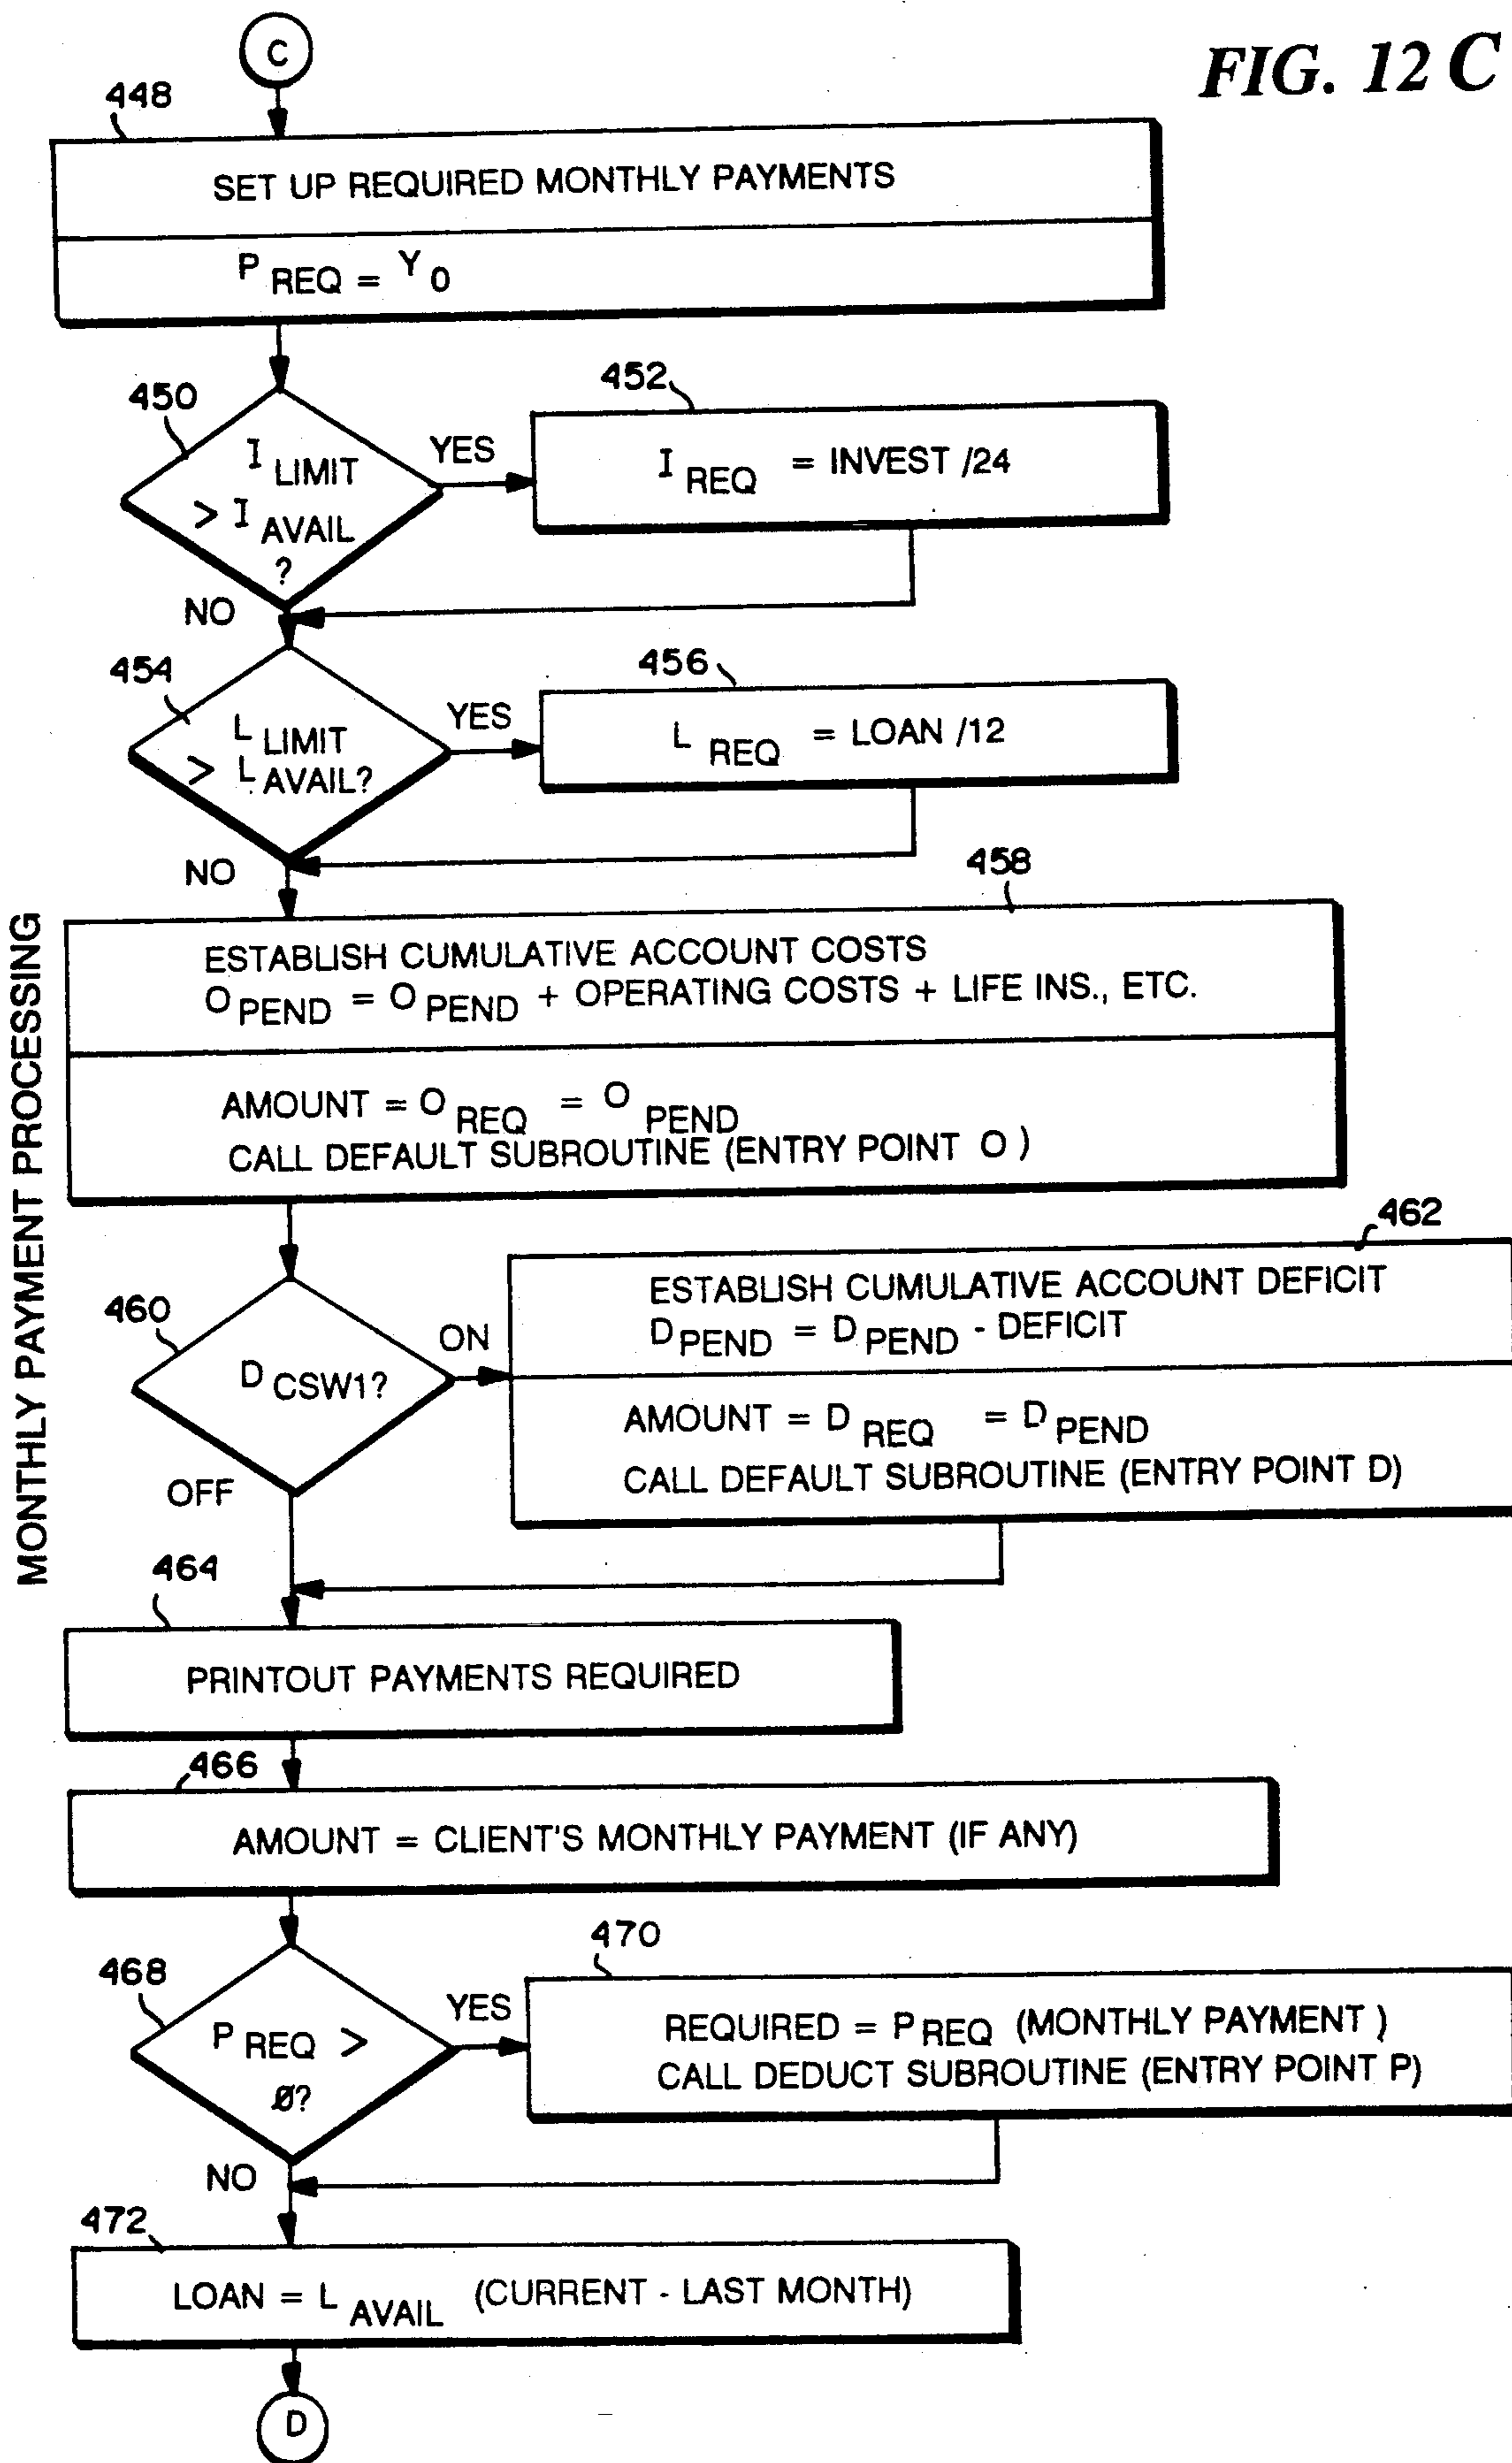 C
FIG. 12 C
448
SET UP REQUIRED MONTHLY PAYMENTS
P REQ = Y 0
450
I LIMIT
> I AVAIL
?
YES
452
I REQ = INVEST /24
NO
454
L LIMIT
> L AVAIL?
YES
456
L REQ = LOAN /12
NO
MONTHLY PAYMENT PROCESSING
458
ESTABLISH CUMULATIVE ACCOUNT COSTS
O PEND = O PEND + OPERATING COSTS + LIFE INS., ETC.
AMOUNT = O REQ = O PEND
CALL DEFAULT SUBROUTINE (ENTRY POINT O )
460
D CSW1?
ON
462
ESTABLISH CUMULATIVE ACCOUNT DEFICIT
D PEND = D PEND - DEFICIT
AMOUNT = D REQ = D PEND
CALL DEFAULT SUBROUTINE (ENTRY POINT D)
OFF
464
PRINTOUT PAYMENTS REQUIRED
466
AMOUNT = CLIENT'S MONTHLY PAYMENT (IF ANY)
468
P REQ >
Ø?
YES
470
REQUIRED = P REQ (MONTHLY PAYMENT )
CALL DEDUCT SUBROUTINE (ENTRY POINT P)
NO
472
LOAN = L AVAIL (CURRENT - LAST MONTH)
D